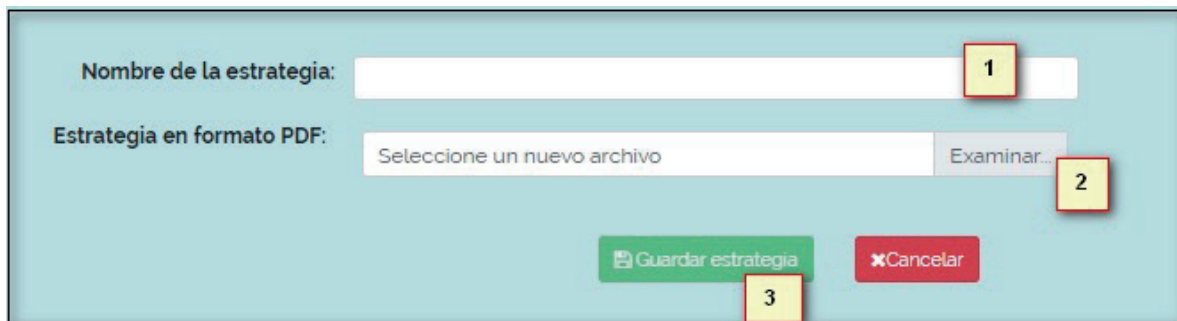 Nombre de la estrategia:
1
Estrategia en formato PDF:
Seleccione un nuevo archivo Examinar...
2
Guardar estrategia ✖Cancelar
3